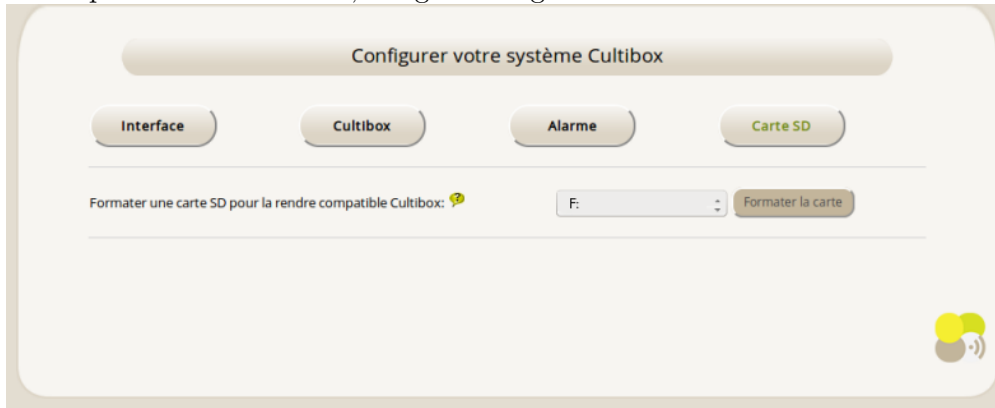 Configurer votre système Cultibox
Interface
CultIbox
Alarme
Carte SD
Formater une carte SD pour la rendre compatible Cultibox: ?
F:
Formater la carte